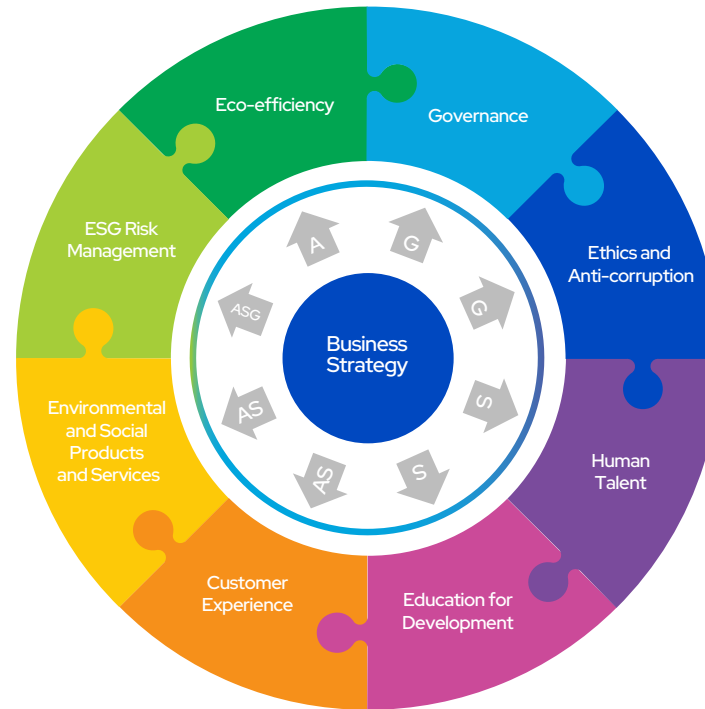 Eco-efficiency
Governance
Ethics and
Anti-corruption
Human
Talent
Education for
Development
Customer
Experience
Environmental
and Social
Products
and Services
ESG Risk
Management
A
G
G
S
S
AS
AS
ASG
Business
Strategy